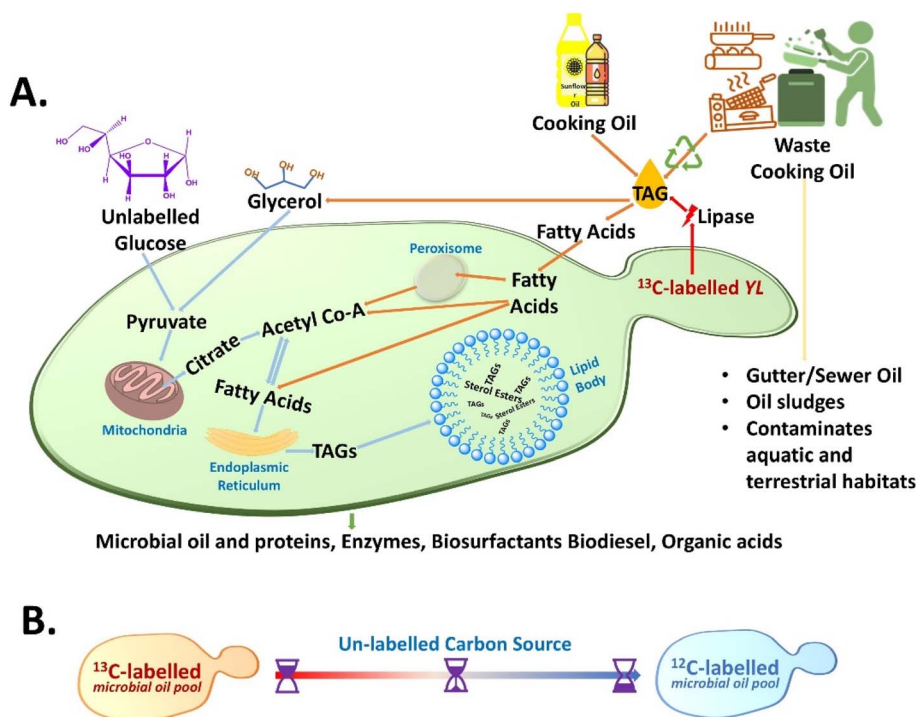 A.
Sunflower
Oil
Cooking Oil
Waste
Cooking Oil
HO
HO
HO
H
H
H
H
O
OH
OH
OH
OH
OH
Glycerol
TAG
Lipase
Unlabelled
Glucose
Fatty Acids
Peroxisome
Fatty
Acids
¹³C-labelled YL
Pyruvate
Citrate
Acetyl Co-A
Fatty Acids
Mitochondria
Endoplasmic
Reticulum
TAGs
Lipid
Body
TAGs
Sterol Esters
TAGs
TAGs
TAGs
Sterol Esters
TAGs
• Gutter/Sewer Oil
• Oil sludges
• Contaminates
aquatic and
terrestrial habitats
Microbial oil and proteins, Enzymes, Biosurfactants Biodiesel, Organic acids
B.
¹³C-labelled
microbial oil pool
Un-labelled Carbon Source
¹²C-labelled
microbial oil pool